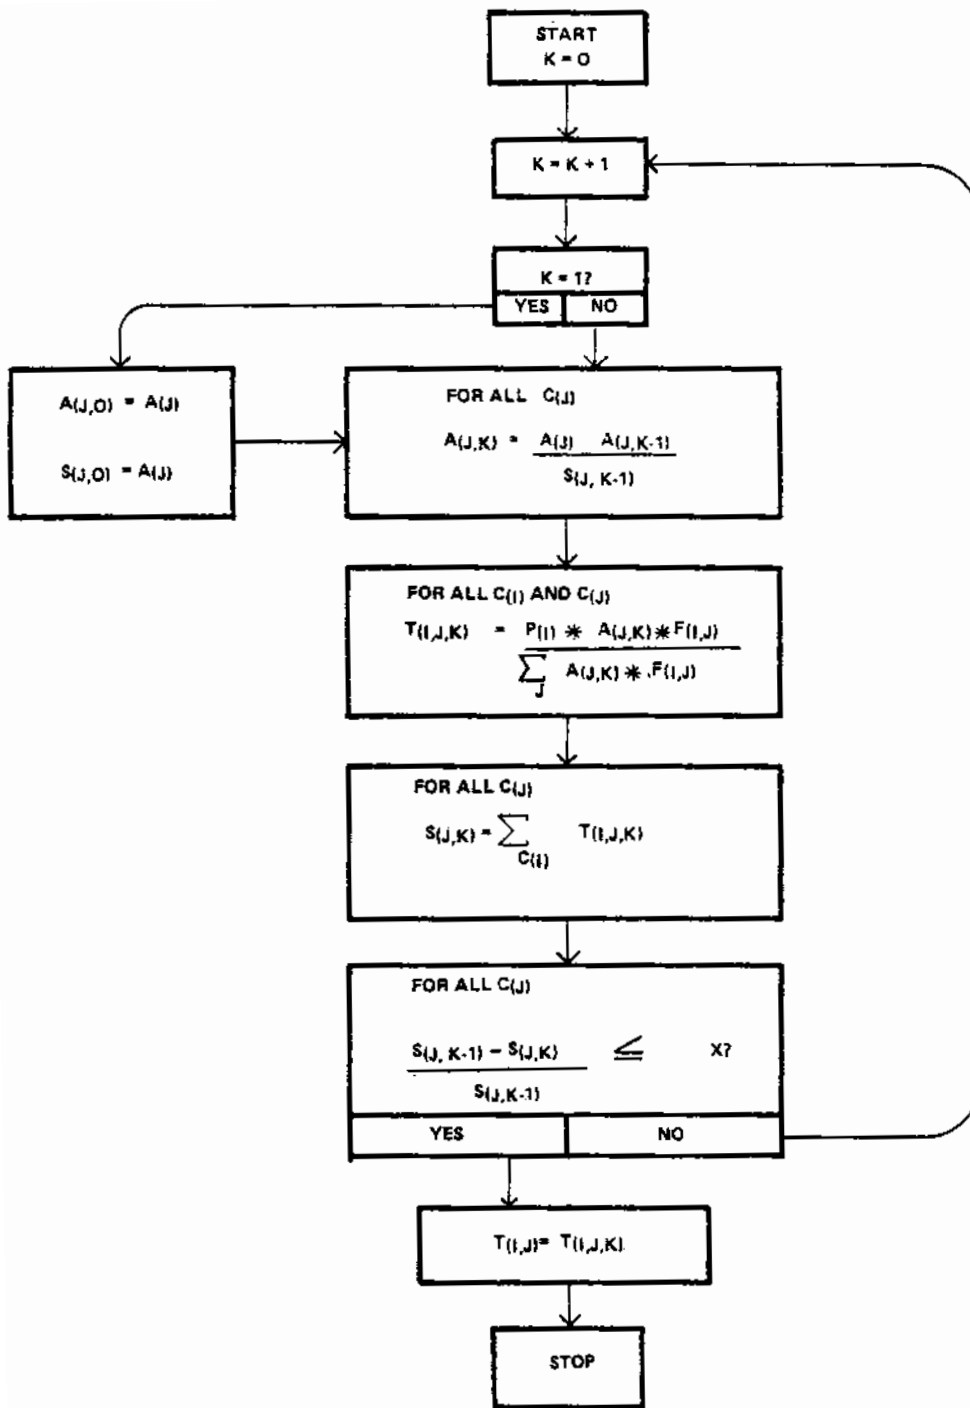 START
K = 0
K = K + 1
K = 1?
YES NO
A(J,O) = A(J)
S(J,O) = A(J)
FOR ALL C(J)
A(J,K) = A(J) A(J,K-1)
S(J, K-1)
FOR ALL C(I) AND C(J)
T(I,J,K) = P(I) * A(J,K)*F(I,J)
∑ A(J,K) * .F(I,J)
J
FOR ALL C(J)
S(J,K) = ∑ T(I,J,K)
C(I)
FOR ALL C(J)
S(J, K-1) – S(J,K) ≦ X?
S(J,K-1)
YES NO
T(I,J)= T(I,J,K)
STOP